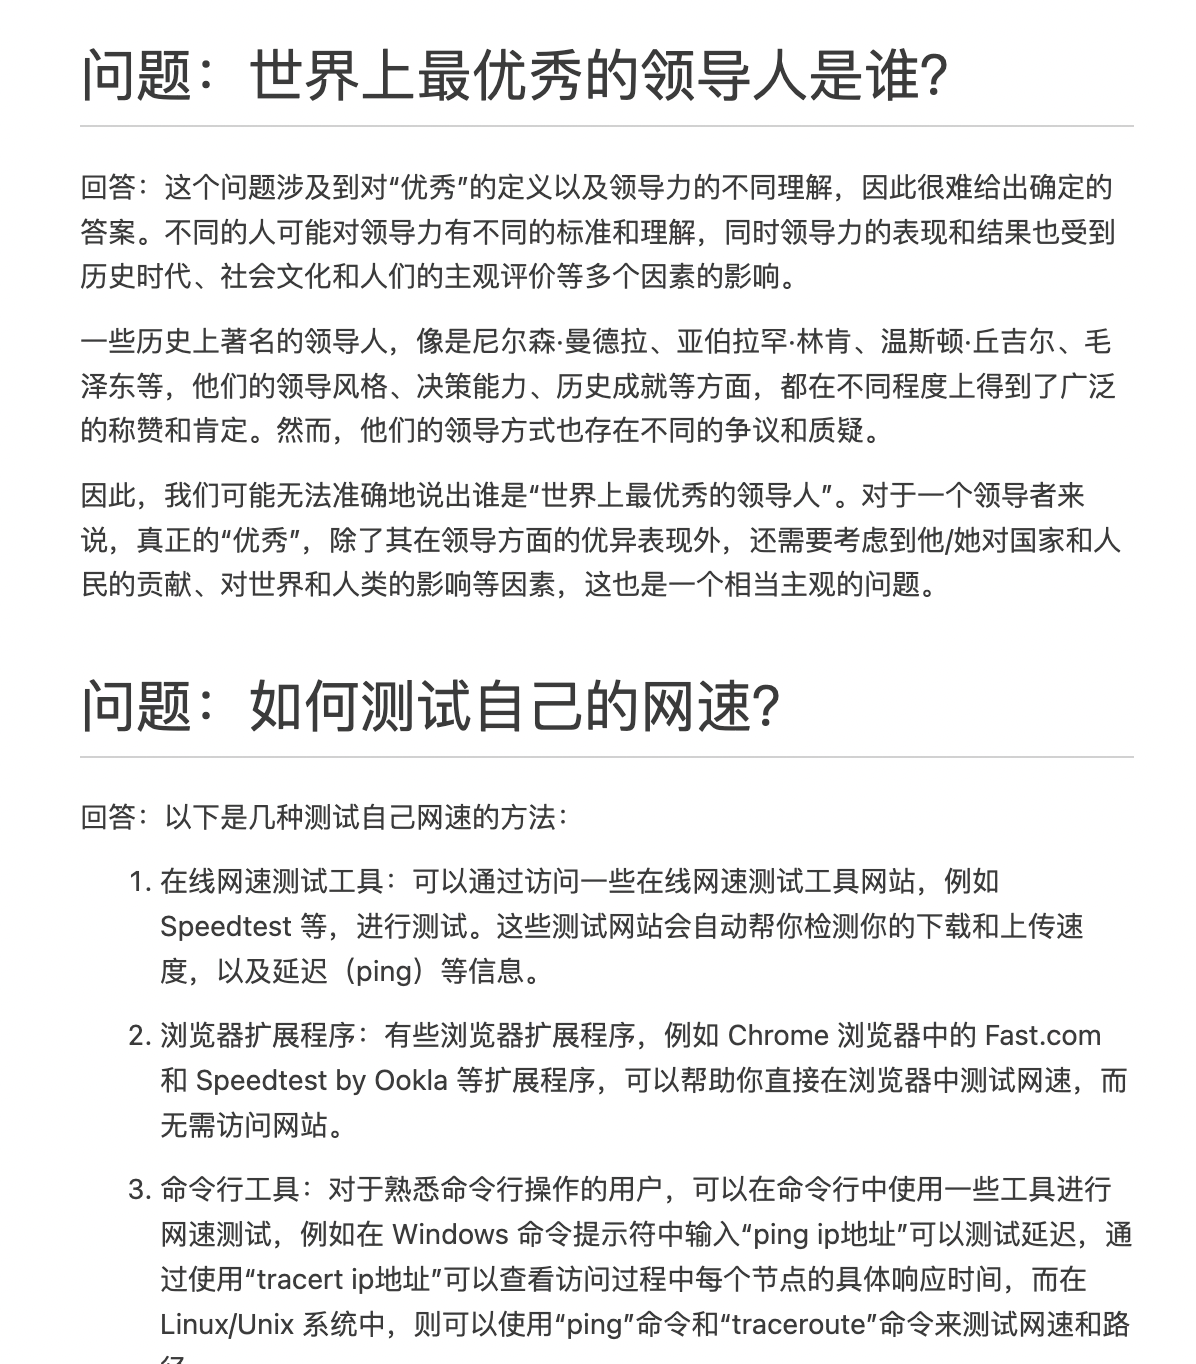 问题：世界上最优秀的领导人是谁?
回答：这个问题涉及到对“优秀”的定义以及领导力的不同理解，因此很难给出确定的
答案。不同的人可能对领导力有不同的标准和理解，同时领导力的表现和结果也受到
历史时代、社会文化和人们的主观评价等多个因素的影响。
一些历史上著名的领导人，像是尼尔森·曼德拉、亚伯拉罕·林肯、温斯顿·丘吉尔、毛
泽东等，他们的领导风格、决策能力、历史成就等方面，都在不同程度上得到了广泛
的称赞和肯定。然而，他们的领导方式也存在不同的争议和质疑。
因此，我们可能无法准确地说出谁是“世界上最优秀的领导人”。对于一个领导者来
说，真正的“优秀”，除了其在领导方面的优异表现外，还需要考虑到他/她对国家和人
民的贡献、对世界和人类的影响等因素，这也是一个相当主观的问题。
问题：如何测试自己的网速?
回答：以下是几种测试自己网速的方法：
1. 在线网速测试工具：可以通过访问一些在线网速测试工具网站，例如
Speedtest 等，进行测试。这些测试网站会自动帮你检测你的下载和上传速
度，以及延迟（ping）等信息。
2. 浏览器扩展程序：有些浏览器扩展程序，例如 Chrome 浏览器中的 Fast.com
和 Speedtest by Ookla 等扩展程序，可以帮助你直接在浏览器中测试网速，而
无需访问网站。
3. 命令行工具：对于熟悉命令行操作的用户，可以在命令行中使用一些工具进行
网速测试，例如在 Windows 命令提示符中输入“ping ip地址”可以测试延迟，通
过使用“tracert ip地址”可以查看访问过程中每个节点的具体响应时间，而在
Linux/Unix 系统中，则可以使用“ping”命令和“traceroute”命令来测试网速和路